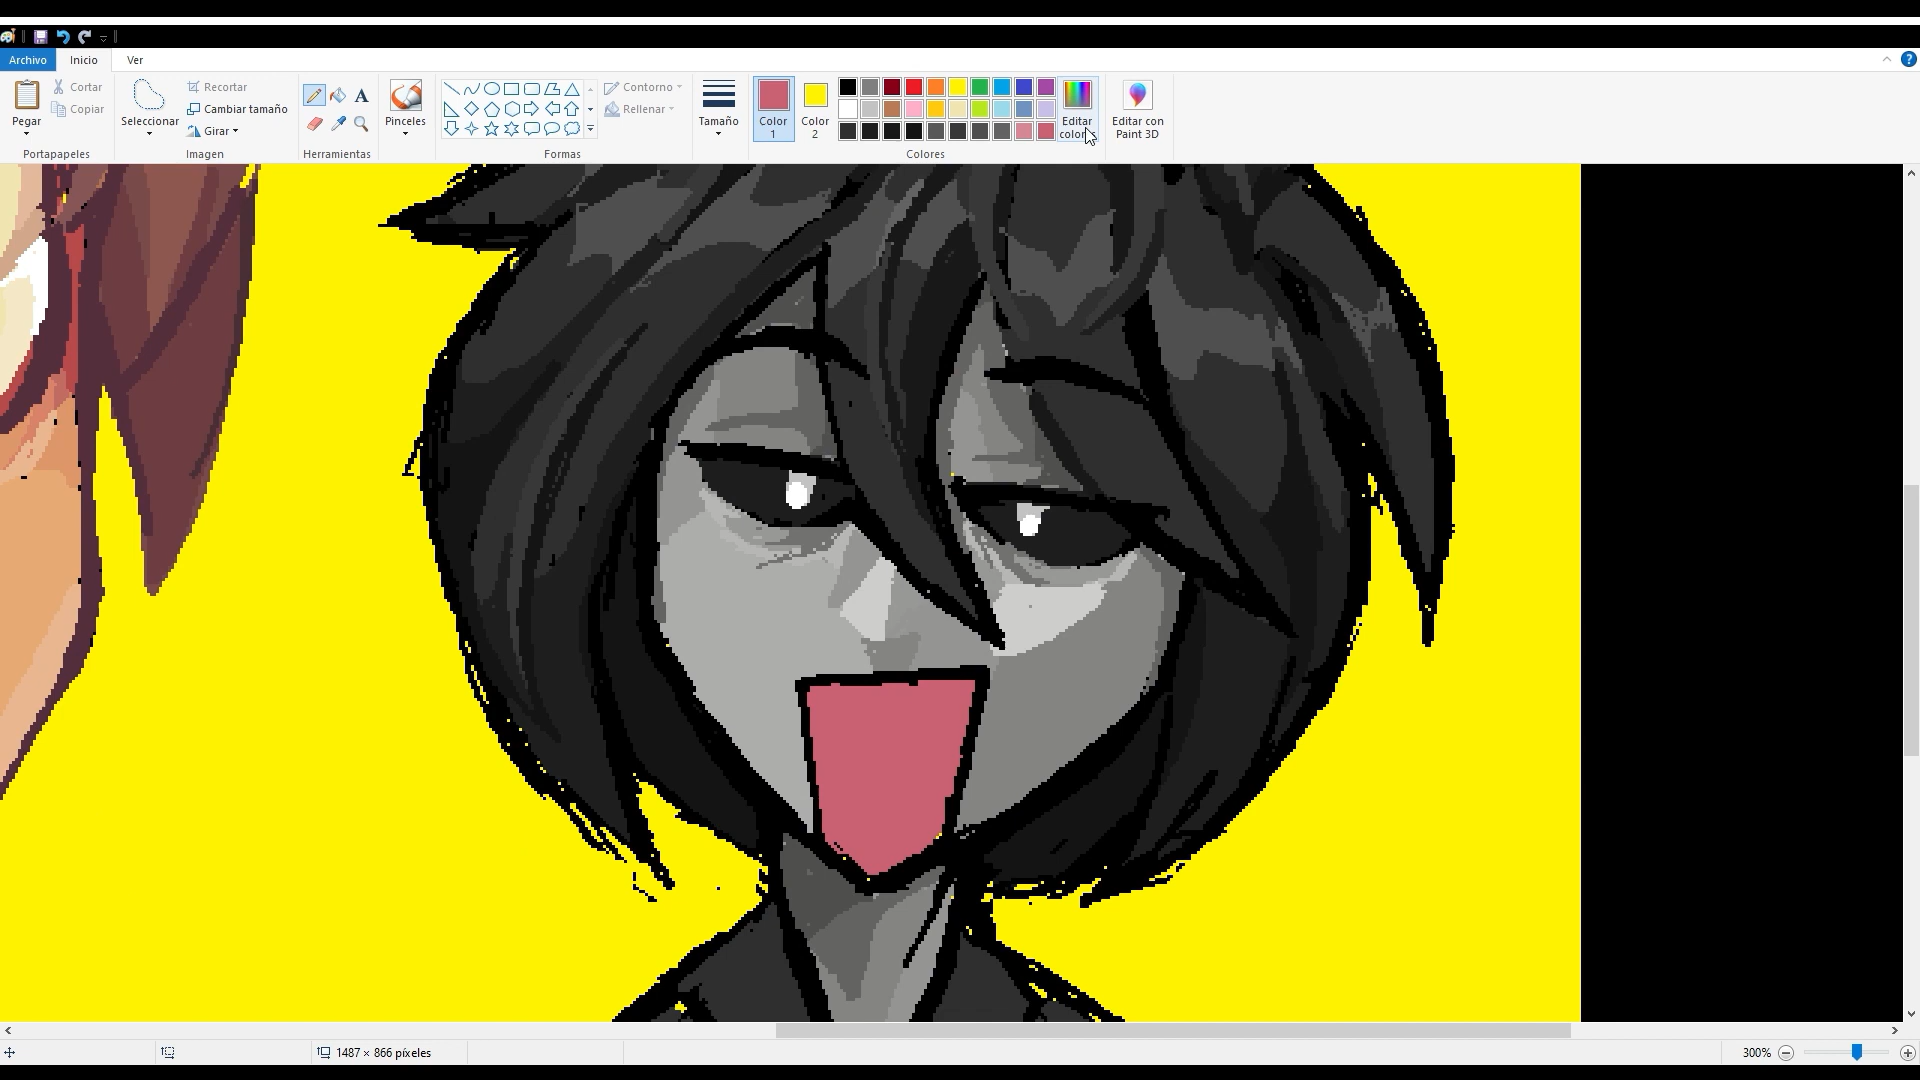 Archivo Inicio Ver
Pegar
Cortar
Copiar
Portapapeles
Seleccionar
Recortar
Cambiar tamaño
Girar
Imagen
A
Herramientas
Pinceles
Contorno
Rellenar
Formas
Tamaño
Color
1
Color
2
Editar
colores
Colores
Editar con
Paint 3D
?
1487 × 866 píxeles
300%